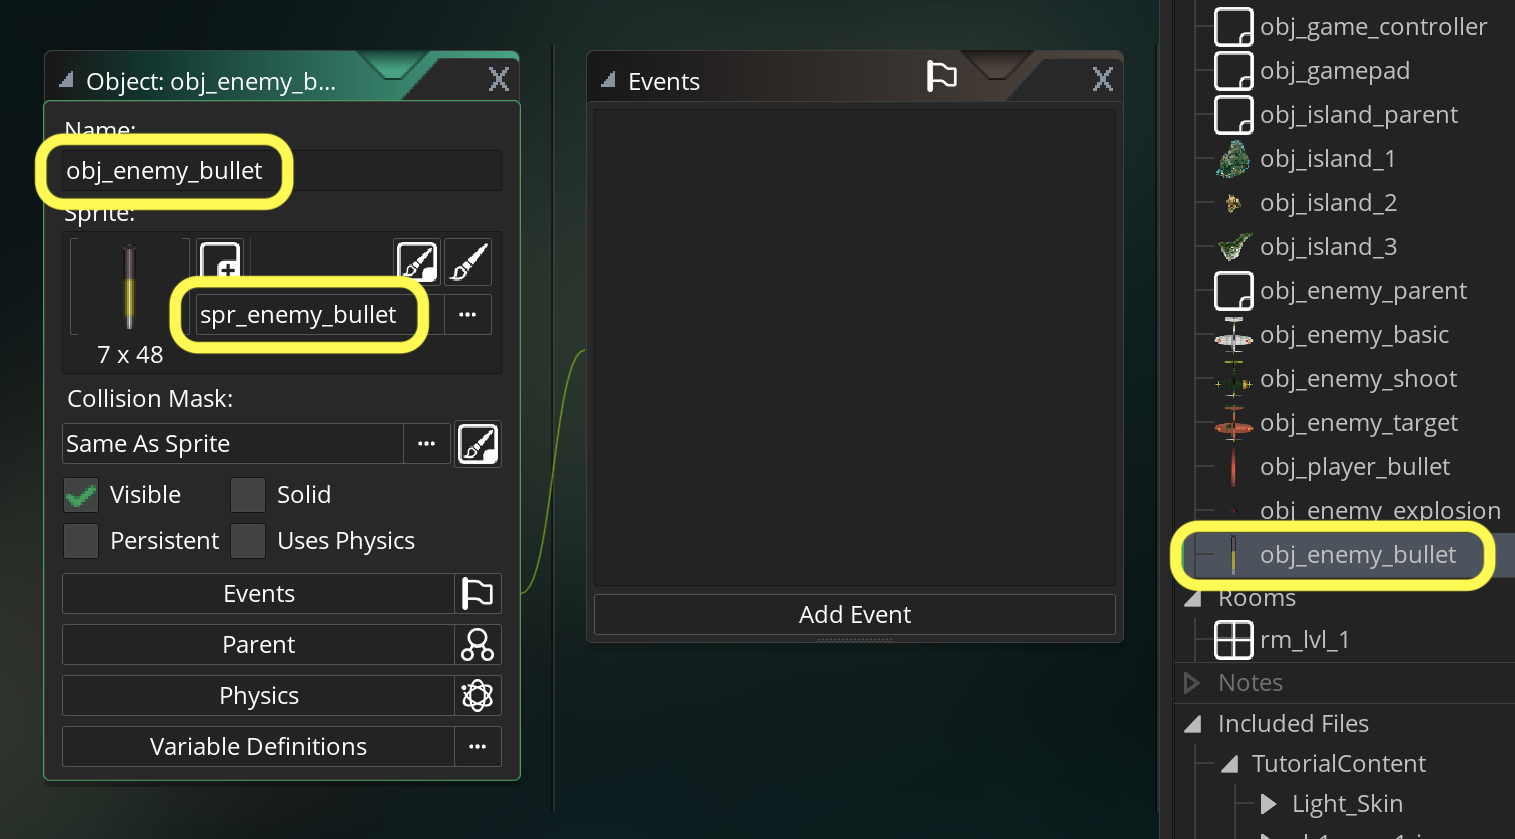 Object: obj_enemy_b...
X
Name:
obj_enemy_bullet
Sprite:
spr_enemy_bullet
...
7 x 48
Collision Mask:
Same As Sprite
...
Visible
Solid
Persistent
Uses Physics
Events
Parent
Physics
Variable Definitions
...
Events
X
Add Event
obj_game_controller
obj_gamepad
obj_island_parent
obj_island_1
obj_island_2
obj_island_3
obj_enemy_parent
obj_enemy_basic
obj_enemy_shoot
obj_enemy_target
obj_player_bullet
obj_enemy_explosion
obj_enemy_bullet
Rooms
rm_lvl_1
Notes
Included Files
TutorialContent
Light_Skin